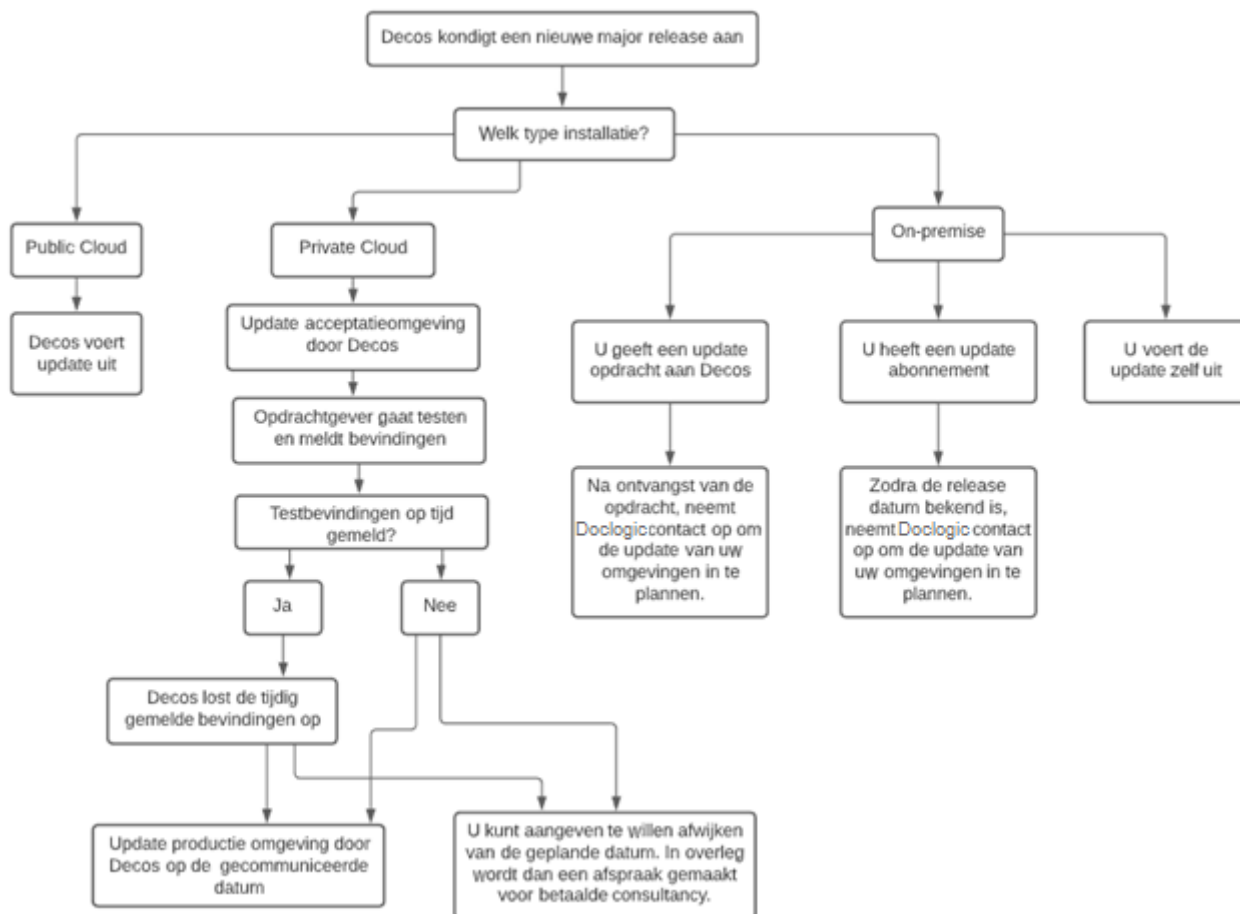 Decos kondigt een nieuwe major release aan
Welk type installatie?
Public Cloud
Private Cloud
On-premise
Decos voert
update uit
Update acceptatieomgeving
door Decos
U geeft een update
opdracht aan Decos
U heeft een update
abonnement
U voert de
update zelf uit
Opdrachtgever gaat testen
en meldt bevindingen
Na ontvangst van de
opdracht, neemt
Doclogic contact op om
de update van uw
omgevingen in te
plannen.
Zodra de release
datum bekend is,
neemt Doclogic contact
op om de update van
uw omgevingen in te
plannen.
Testbevindingen op tijd
gemeld?
Ja
Nee
Decos lost de tijdig
gemelde bevindingen op
Update productie omgeving door
Decos op de gecommuniceerde
datum
U kunt aangeven te willen afwijken
van de geplande datum. In overleg
wordt dan een afspraak gemaakt
voor betaalde consultancy.